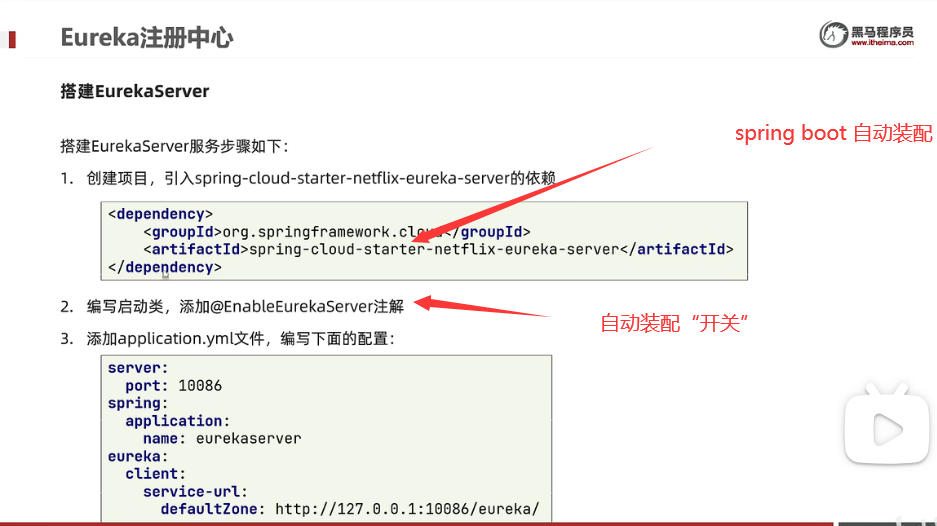 Eureka注册中心
黑马程序员
www.itheima.com
搭建EurekaServer
spring boot 自动装配
搭建EurekaServer服务步骤如下：
1. 创建项目，引入spring-cloud-starter-netflix-eureka-server的依赖
<dependency>
<groupId>org.springframework.cloud</groupId>
<artifactId>spring-cloud-starter-netflix-eureka-server</artifactId>
</dependency>
2. 编写启动类，添加@EnableEurekaServer注解
自动装配“开关”
3. 添加application.yml文件，编写下面的配置：
server:
port: 10086
spring:
application:
name: eurekaserver
eureka:
client:
service-url:
defaultZone: http://127.0.0.1:10086/eureka/